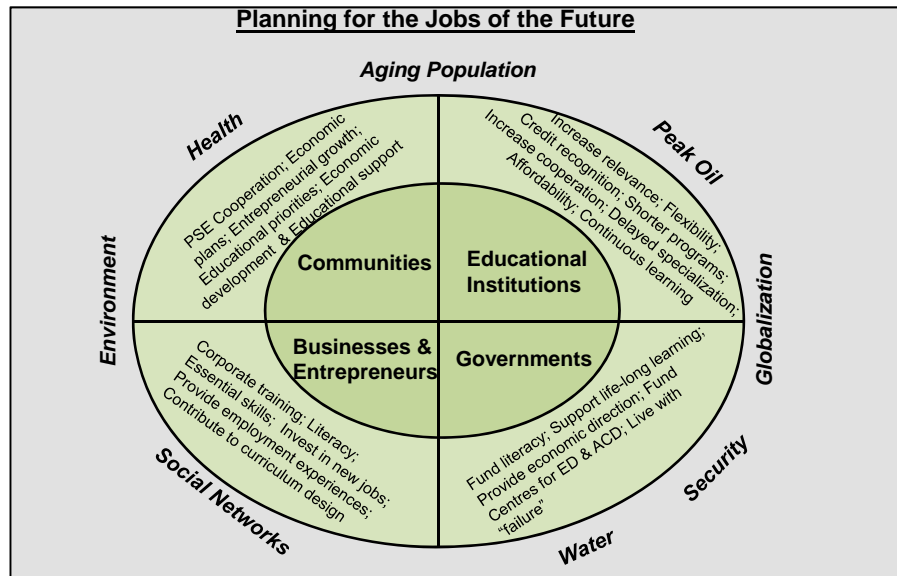 Planning for the Jobs of the Future
Aging Population
Health
Peak Oil
Environment
Globalization
Social Networks
Security
Water
PSE Cooperation; Economic
plans; Entrepreneurial growth;
Educational priorities; Economic
development & Educational support
Increase relevance; Flexibility;
Credit recognition; Shorter programs;
Increase cooperation; Delayed specialization;
Affordability; Continuous learning
Communities
Educational
Institutions
Businesses &
Entrepreneurs
Governments
Corporate training; Literacy;
Essential skills; Invest in new jobs;
Provide employment experiences;
Contribute to curriculum design
Fund literacy; Support life-long learning;
Provide economic direction; Fund
Centres for ED & ACD; Live with
“failure”